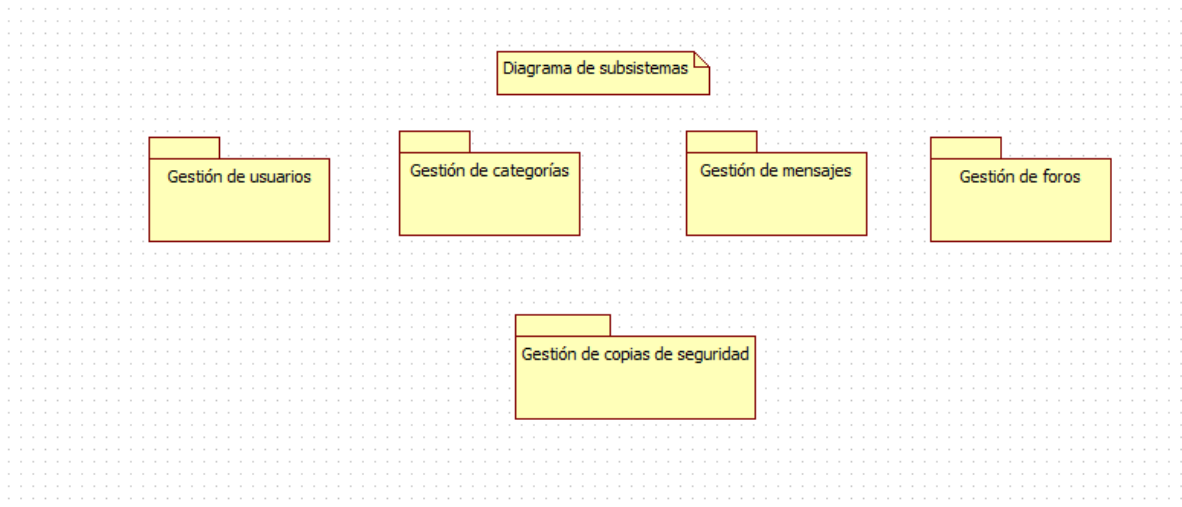 Diagrama de subsistemas
Gestión de usuarios
Gestión de categorías
Gestión de mensajes
Gestión de foros
Gestión de copias de seguridad